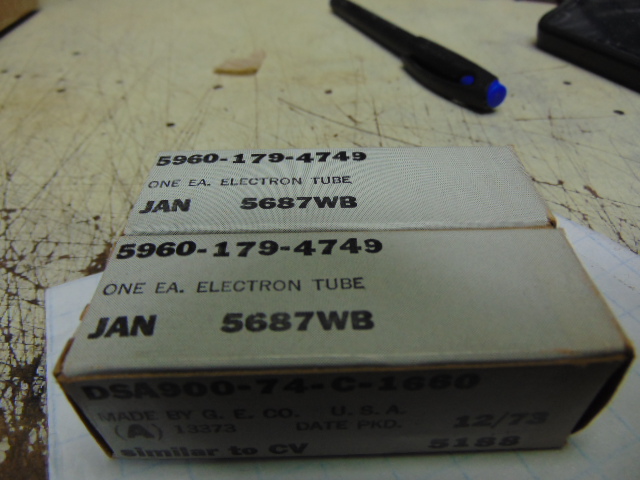 5960-179-4749
ONE EA. ELECTRON TUBE
JAN 5687WB
5960-179-4749
ONE EA. ELECTRON TUBE
JAN 5687WB
DSA900-74-C-1660
MADE BY G. E. CO. U. S. A.
(A) 13373 DATE PKD. 12/73
similar to CV 5188